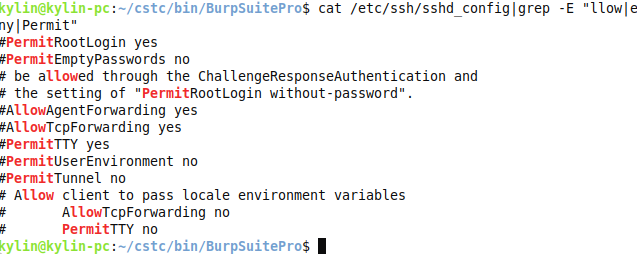 kylin@kylin-pc:~/cstc/bin/BurpSuitePro$ cat /etc/ssh/sshd_config|grep -E "llow|e
ny|Permit"
#PermitRootLogin yes
#PermitEmptyPasswords no
# be allowed through the ChallengeResponseAuthentication and
# the setting of "PermitRootLogin without-password".
#AllowAgentForwarding yes
#AllowTcpForwarding yes
#PermitTTY yes
#PermitUserEnvironment no
#PermitTunnel no
# Allow client to pass locale environment variables
#       AllowTcpForwarding no
#       PermitTTY no
kylin@kylin-pc:~/cstc/bin/BurpSuitePro$